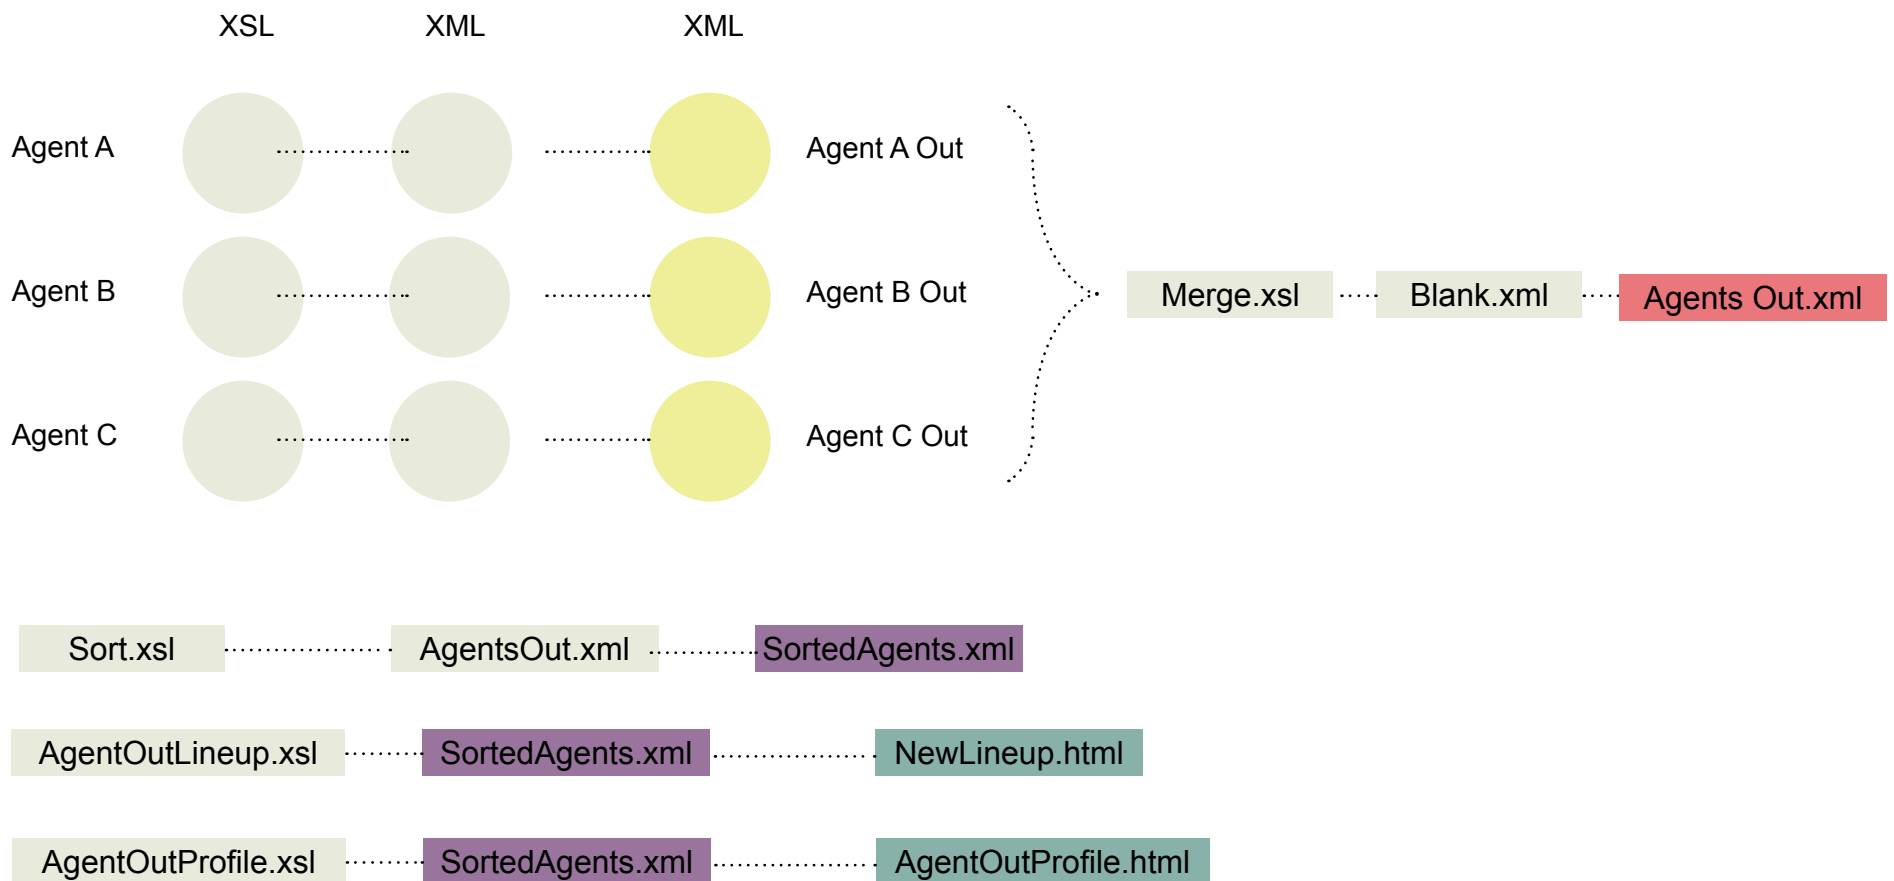 XSL XML XML
Agent A Agent A Out
Agent B Agent B Out
Merge.xsl Blank.xml Agents Out.xml
Agent C Agent C Out
Sort.xsl AgentsOut.xml SortedAgents.xml
AgentOutLineup.xsl SortedAgents.xml NewLineup.html
AgentOutProfile.xsl SortedAgents.xml AgentOutProfile.html